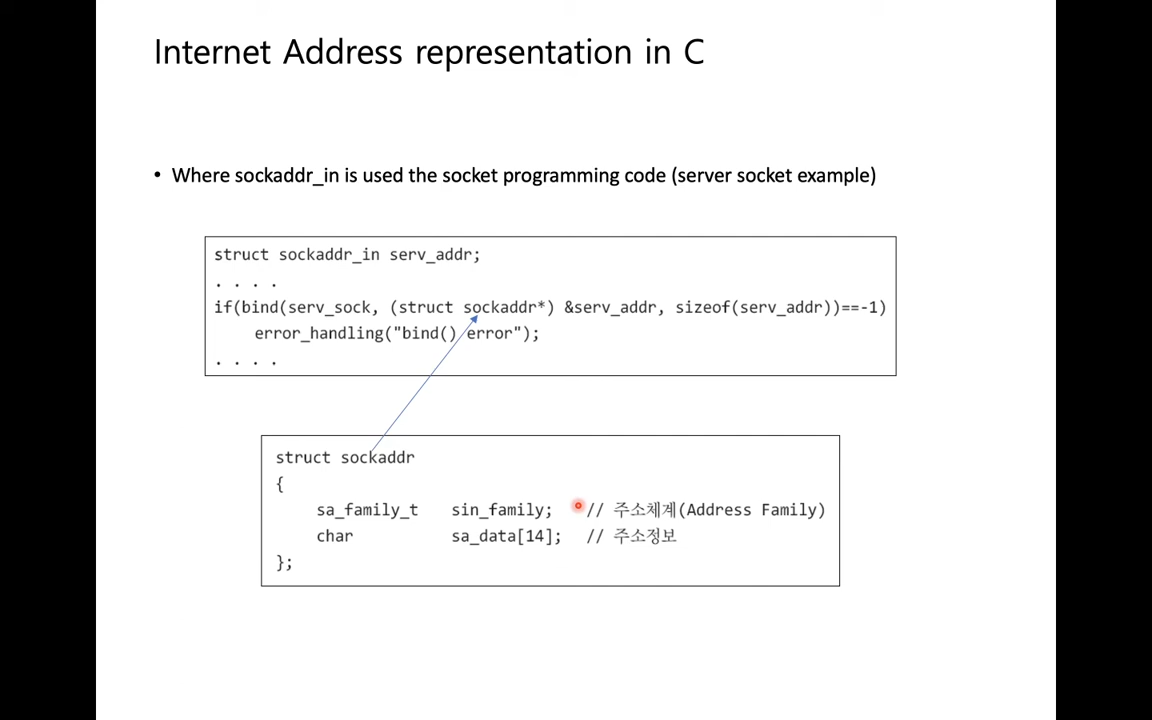 Internet Address representation in C
• Where sockaddr_in is used the socket programming code (server socket example)
struct sockaddr_in serv_addr;
. . . .
if(bind(serv_sock, (struct sockaddr*) &serv_addr, sizeof(serv_addr))==-1)
error_handling("bind() error");
. . . .
struct sockaddr
{
sa_family_t sin_family; // 주소체계(Address Family)
char sa_data[14]; // 주소정보
};